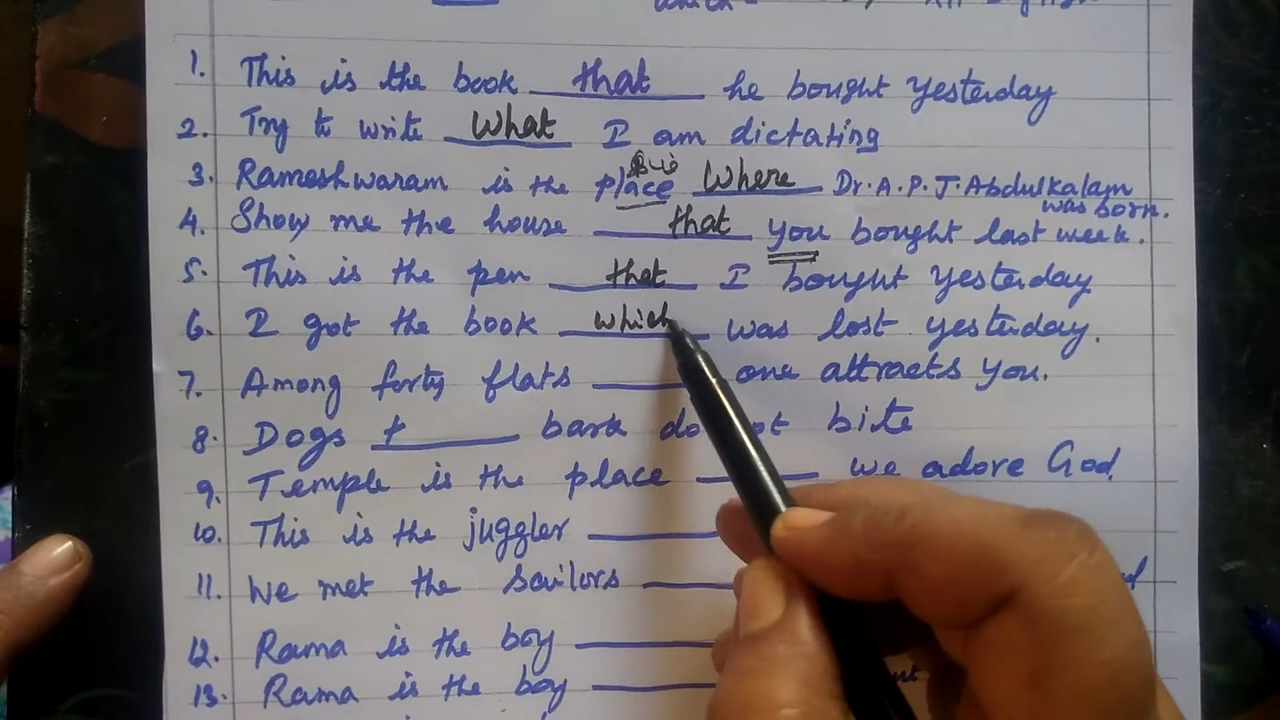 which
1. This is the book that he bought yesterday
2. Try to write What I am dictating
3. Rameshwaram is the place Where Dr. A. P. J. Abdulkalam
was born.
4. Show me the house that you bought last week.
5. This is the pen that I bought yesterday
6. I got the book which was lost yesterday.
7. Among forty flats one attracts you.
8. Dogs t bark do bite
9. Temple is the place we adore God.
10. This is the juggler
11. We met the sailors
12. Rama is the boy
13. Rama is the boy